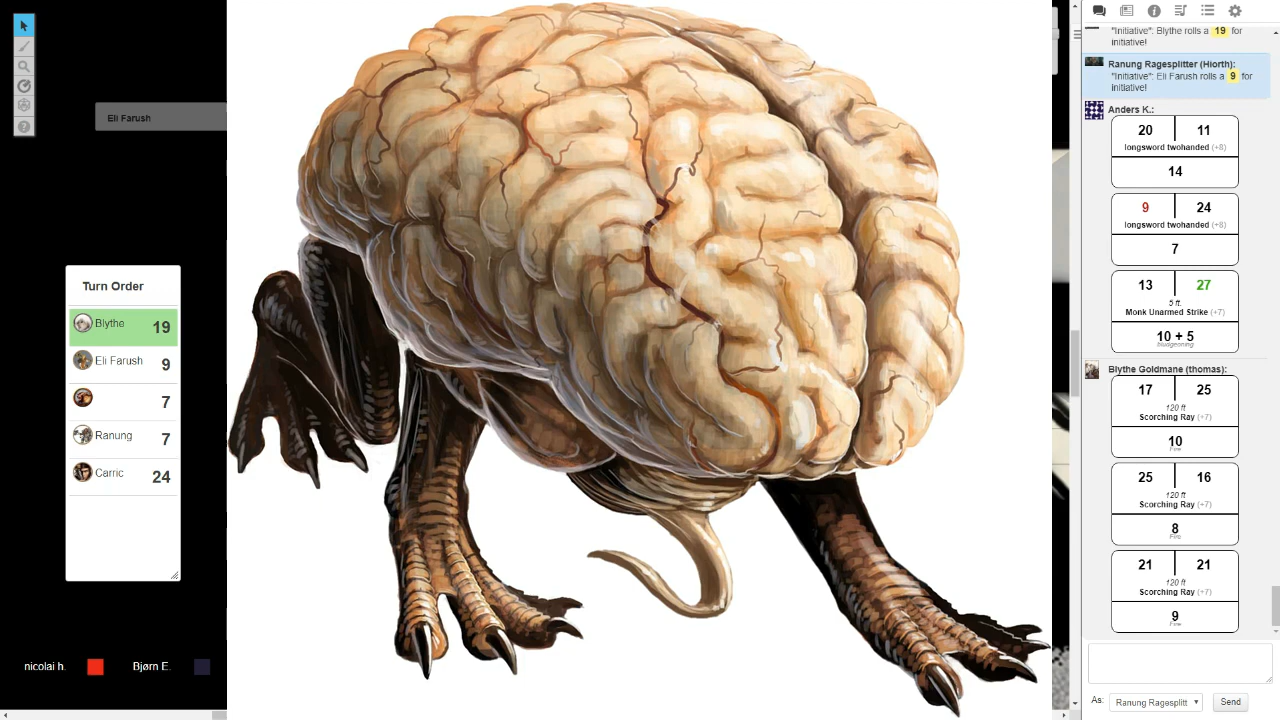 Eli Farush
Turn Order
Blythe 19
Eli Farush 9
7
Ranung 7
Carric 24
nicolai h.
Bjørn E.
"Initiative": Blythe rolls a 19 for
initiative!
Ranung Ragesplitter (Hiorth):
"Initiative": Eli Farush rolls a 9 for
initiative!
Anders K.:
20 11
longsword twohanded (+8)
14
9 24
longsword twohanded (+8)
7
13 27
5 ft.
Monk Unarmed Strike (+7)
10 + 5
bludgeoning
Blythe Goldmane (thomas):
17 25
120 ft
Scorching Ray (+7)
10
Fire
25 16
120 ft
Scorching Ray (+7)
8
Fire
21 21
120 ft
Scorching Ray (+7)
9
Fire
As: Ranung Ragesplitt Send